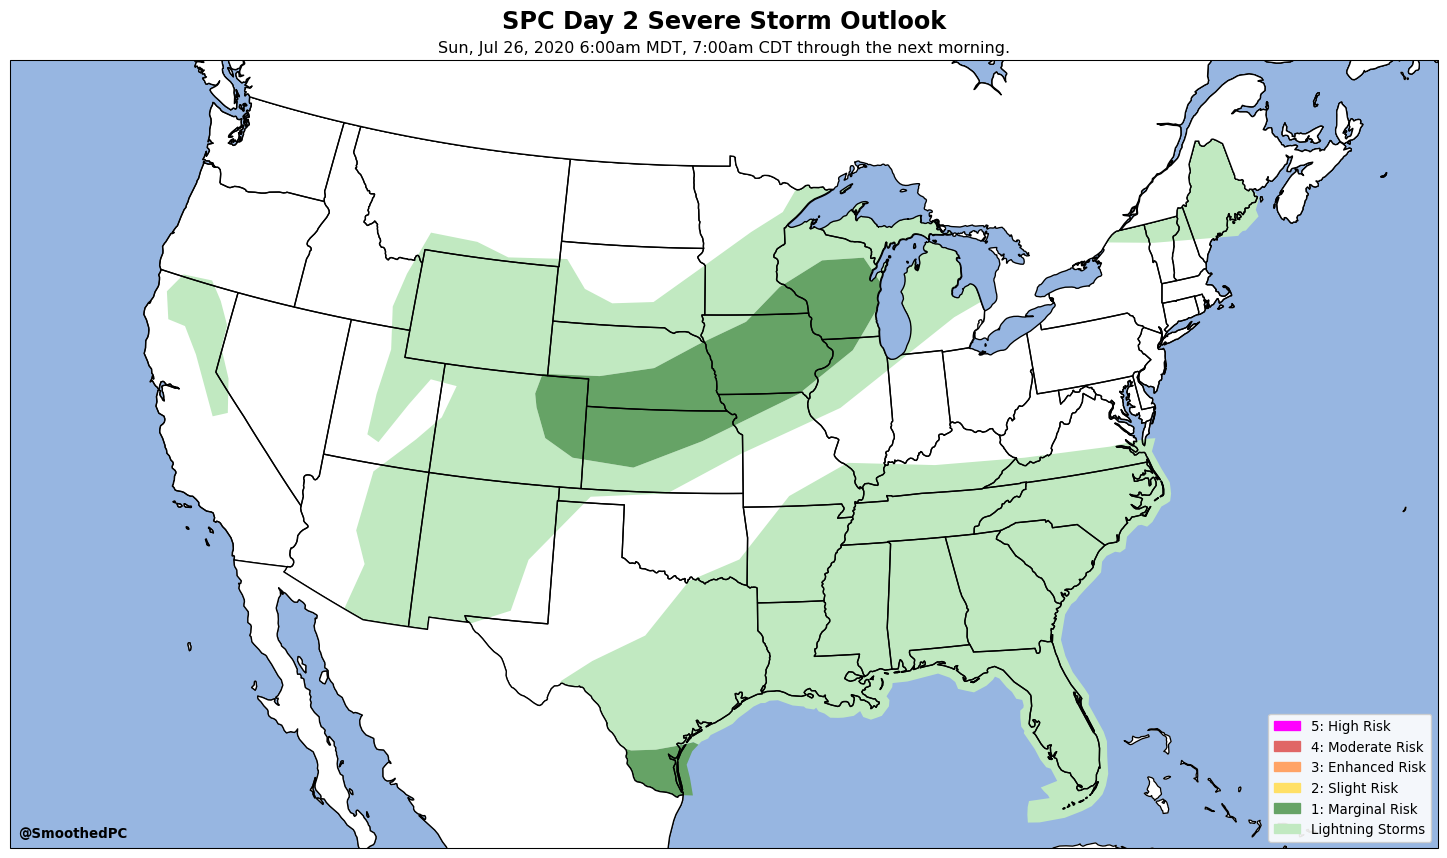 SPC Day 2 Severe Storm Outlook
Sun, Jul 26, 2020 6:00am MDT, 7:00am CDT through the next morning.
5: High Risk
4: Moderate Risk
3: Enhanced Risk
2: Slight Risk
1: Marginal Risk
Lightning Storms
@SmoothedPC